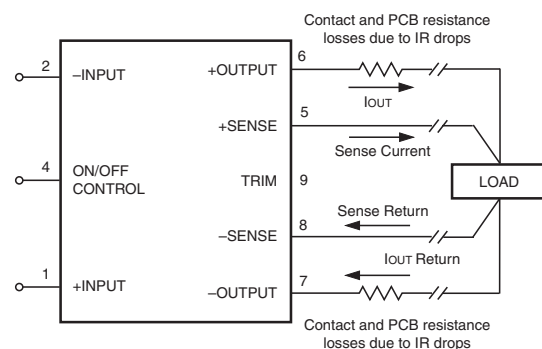 Contact and PCB resistance
losses due to IR drops
6
2
–INPUT
+OUTPUT
IOUT
5
+SENSE
Sense Current
4
ON/OFF
CONTROL
TRIM
9
LOAD
Sense Return
–SENSE
8
IOUT Return
1
+INPUT
–OUTPUT
7
Contact and PCB resistance
losses due to IR drops